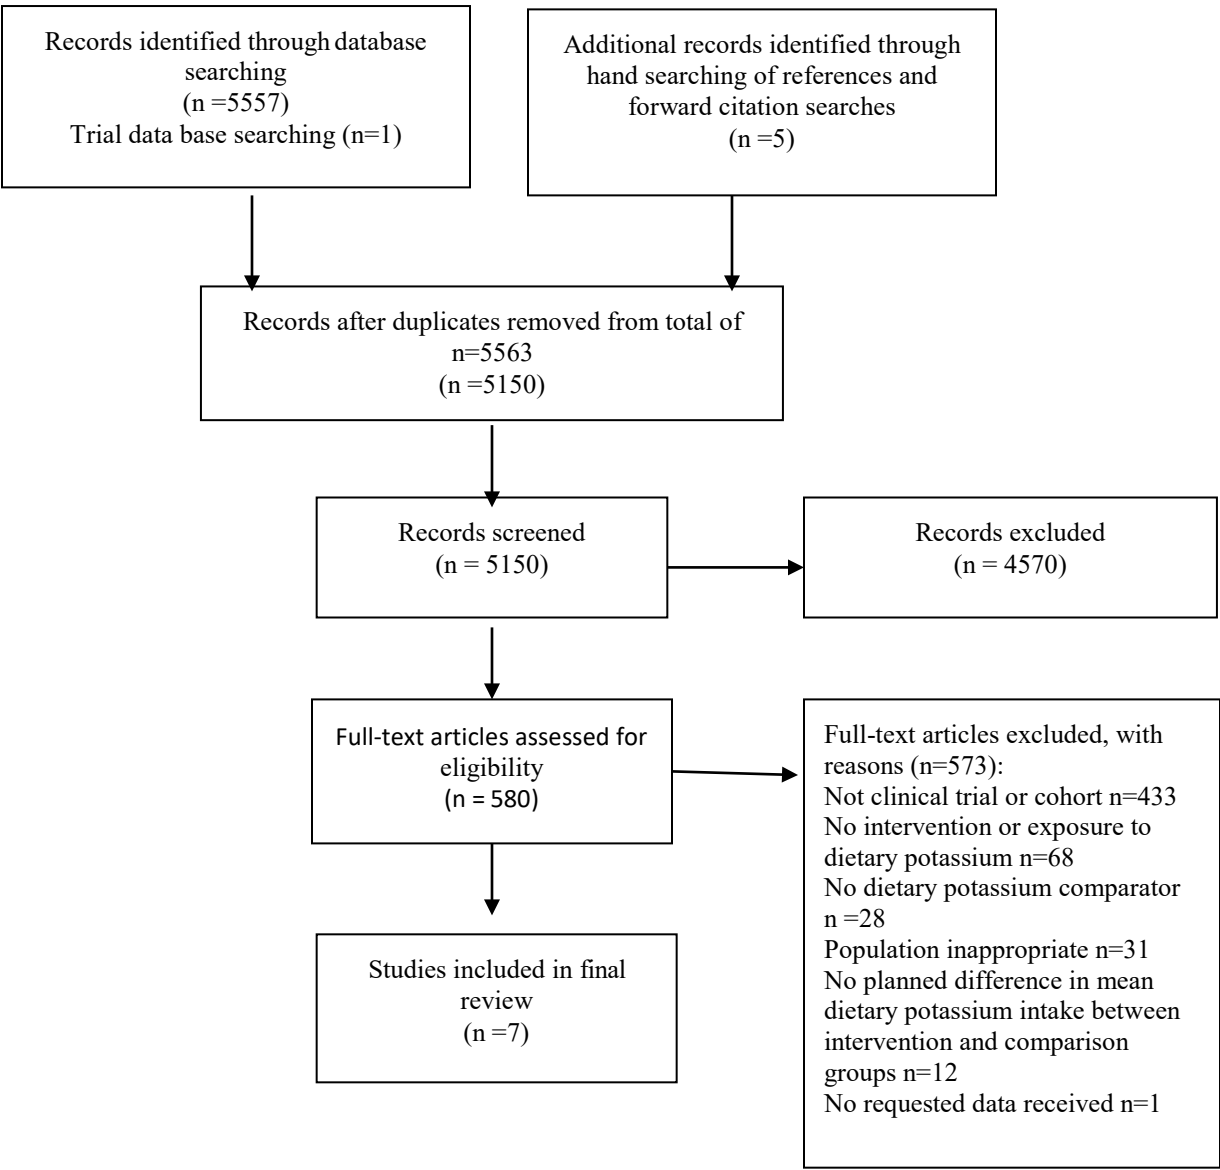 Records identified through database
searching
(n =5557)
Trial data base searching (n=1)
Additional records identified through
hand searching of references and
forward citation searches
(n =5)
Records after duplicates removed from total of
n=5563
(n =5150)
Records screened
(n = 5150)
Records excluded
(n = 4570)
Full-text articles assessed for
eligibility
(n = 580)
Full-text articles excluded, with
reasons (n=573):
Not clinical trial or cohort n=433
No intervention or exposure to
dietary potassium n=68
No dietary potassium comparator
n =28
Population inappropriate n=31
No planned difference in mean
dietary potassium intake between
intervention and comparison
groups n=12
No requested data received n=1
Studies included in final
review
(n =7)